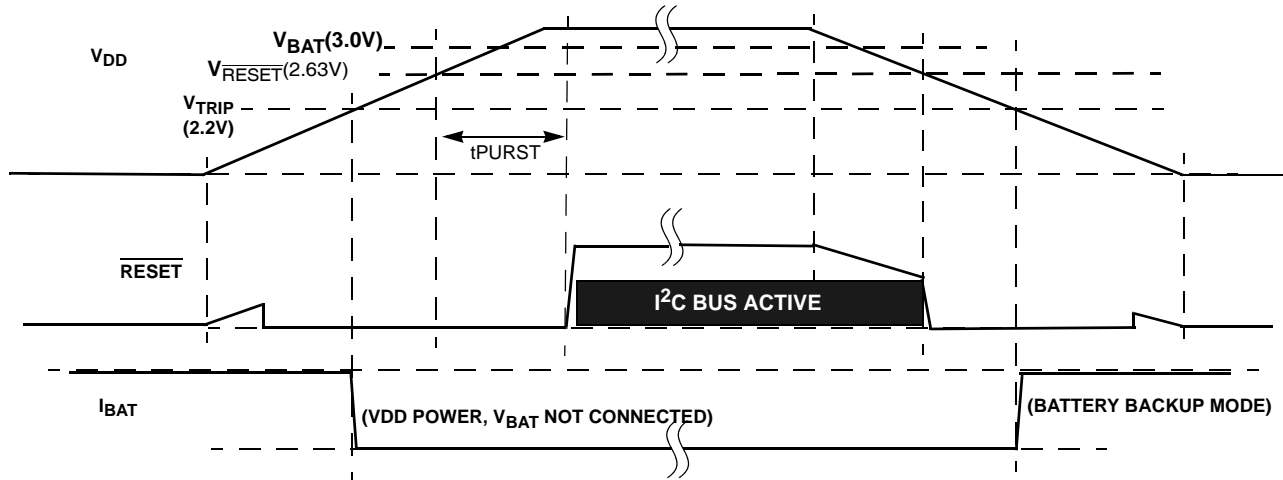 VBAT(3.0V)
VDD
VRESET(2.63V)
VTRIP
(2.2V)
tPURST
RESET
I2C BUS ACTIVE
IBAT
(VDD POWER, VBAT NOT CONNECTED)
(BATTERY BACKUP MODE)